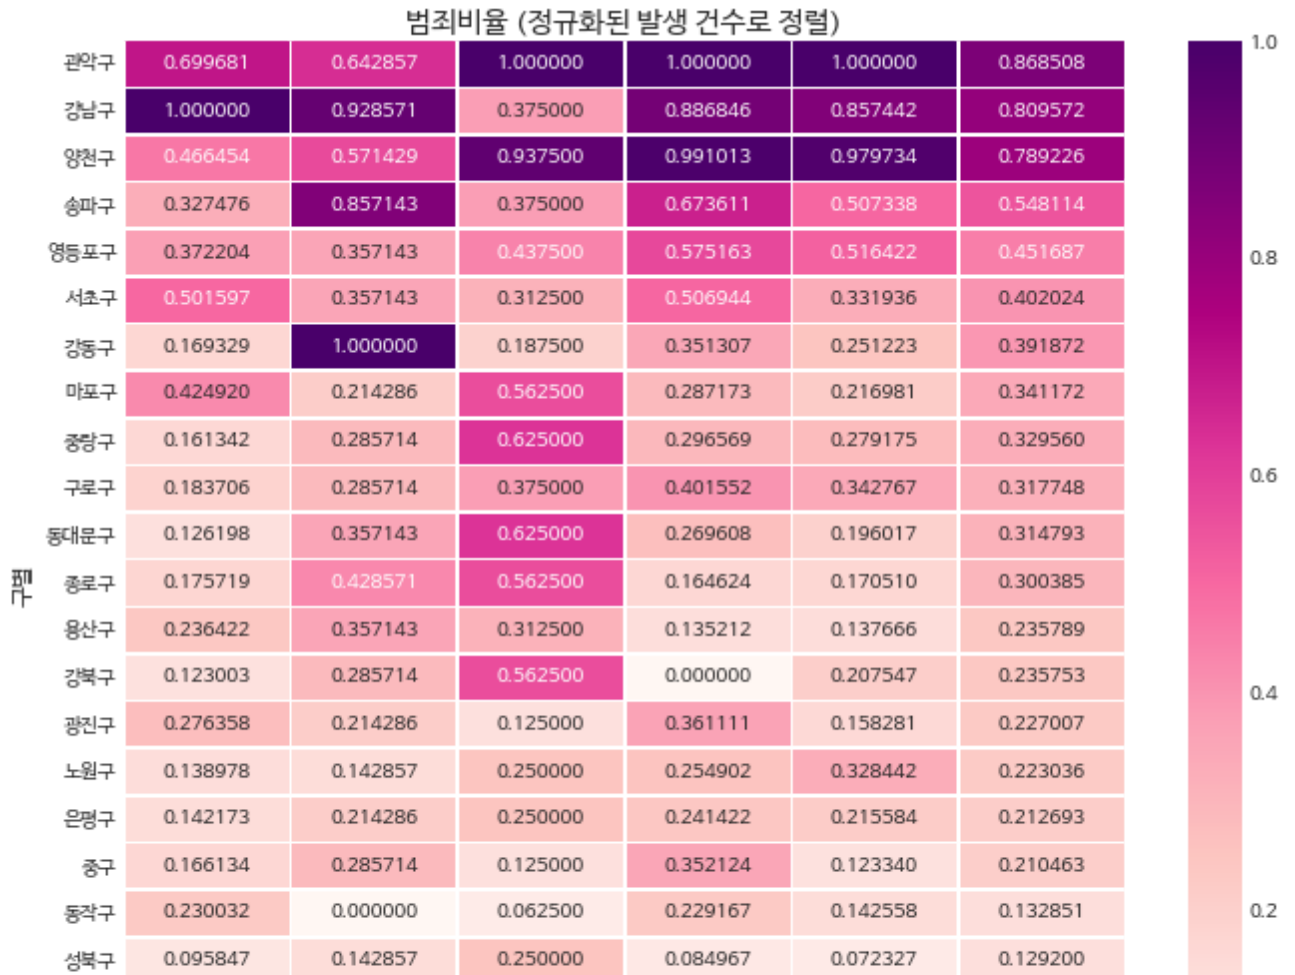 범죄비율 (정규화된 발생 건수로 정렬)
관악구 0.699681 0.642857 1.000000 1.000000 1.000000 0.868508
강남구 1.000000 0.928571 0.375000 0.886846 0.857442 0.809572
양천구 0.466454 0.571429 0.937500 0.991013 0.979734 0.789226
송파구 0.327476 0.857143 0.375000 0.673611 0.507338 0.548114
영등포구 0.372204 0.357143 0.437500 0.575163 0.516422 0.451687
서초구 0.501597 0.357143 0.312500 0.506944 0.331936 0.402024
강동구 0.169329 1.000000 0.187500 0.351307 0.251223 0.391872
마포구 0.424920 0.214286 0.562500 0.287173 0.216981 0.341172
중랑구 0.161342 0.285714 0.625000 0.296569 0.279175 0.329560
구로구 0.183706 0.285714 0.375000 0.401552 0.342767 0.317748
동대문구 0.126198 0.357143 0.625000 0.269608 0.196017 0.314793
종로구 0.175719 0.428571 0.562500 0.164624 0.170510 0.300385
용산구 0.236422 0.357143 0.312500 0.135212 0.137666 0.235789
강북구 0.123003 0.285714 0.562500 0.000000 0.207547 0.235753
광진구 0.276358 0.214286 0.125000 0.361111 0.158281 0.227007
노원구 0.138978 0.142857 0.250000 0.254902 0.328442 0.223036
은평구 0.142173 0.214286 0.250000 0.241422 0.215584 0.212693
중구 0.166134 0.285714 0.125000 0.352124 0.123340 0.210463
동작구 0.230032 0.000000 0.062500 0.229167 0.142558 0.132851
성북구 0.095847 0.142857 0.250000 0.084967 0.072327 0.129200
구별
1.0
0.8
0.6
0.4
0.2